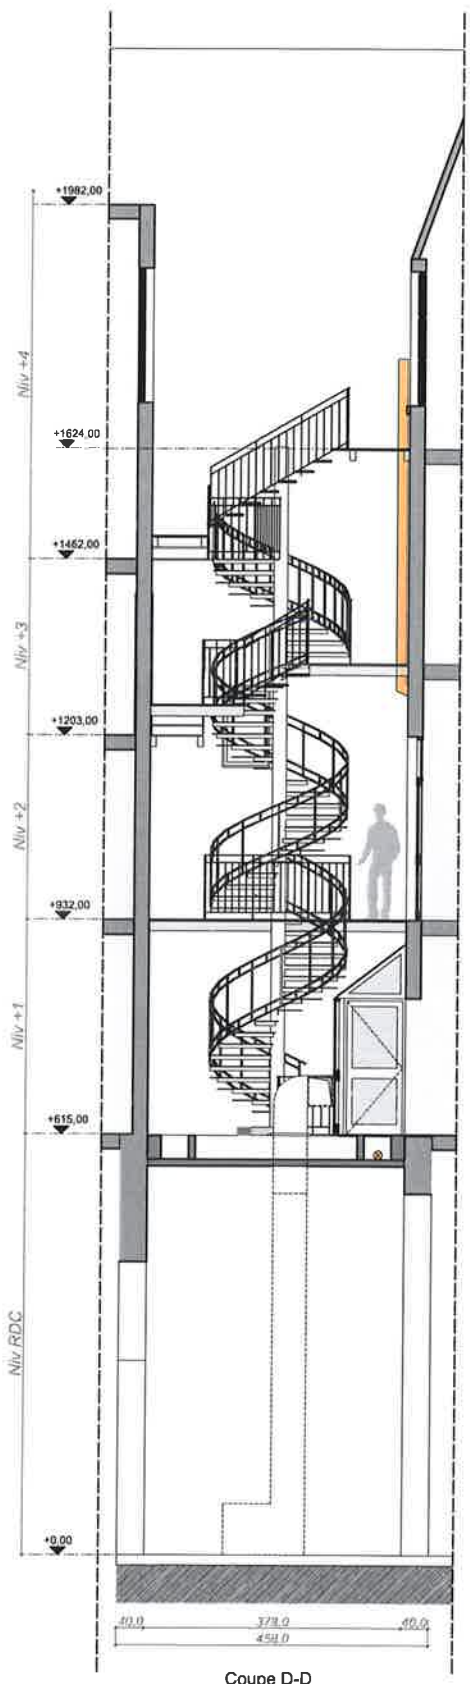 +1982,00
Niv +4
+1624,00
+1462,00
Niv +3
+1203,00
Niv +2
+932,00
Niv +1
+615,00
Niv RDC
+0,00
40,0 378,0 40,0
458,0
Coupe D-D